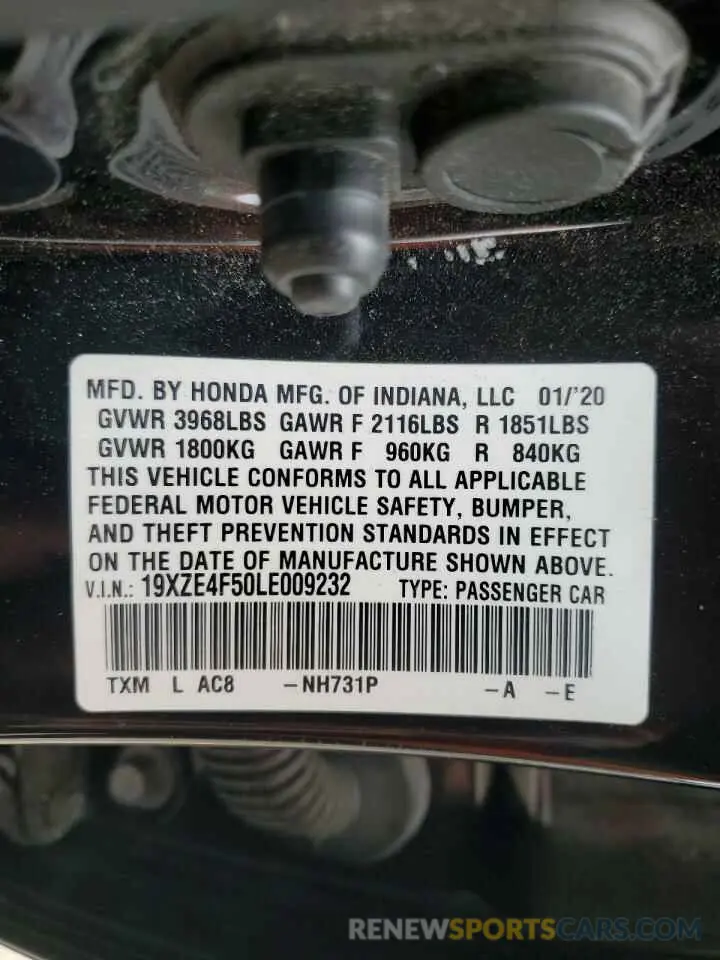 MFD. BY HONDA MFG. OF INDIANA, LLC 01/'20
GVWR 3968LBS GAWR F 2116LBS R 1851LBS
GVWR 1800KG GAWR F 960KG R 840KG
THIS VEHICLE CONFORMS TO ALL APPLICABLE
FEDERAL MOTOR VEHICLE SAFETY, BUMPER,
AND THEFT PREVENTION STANDARDS IN EFFECT
ON THE DATE OF MANUFACTURE SHOWN ABOVE.
V.I.N.: 19XZE4F50LE009232 TYPE: PASSENGER CAR
TXM L AC8 -NH731P -A -E
RENEWSPORTSCARS.COM